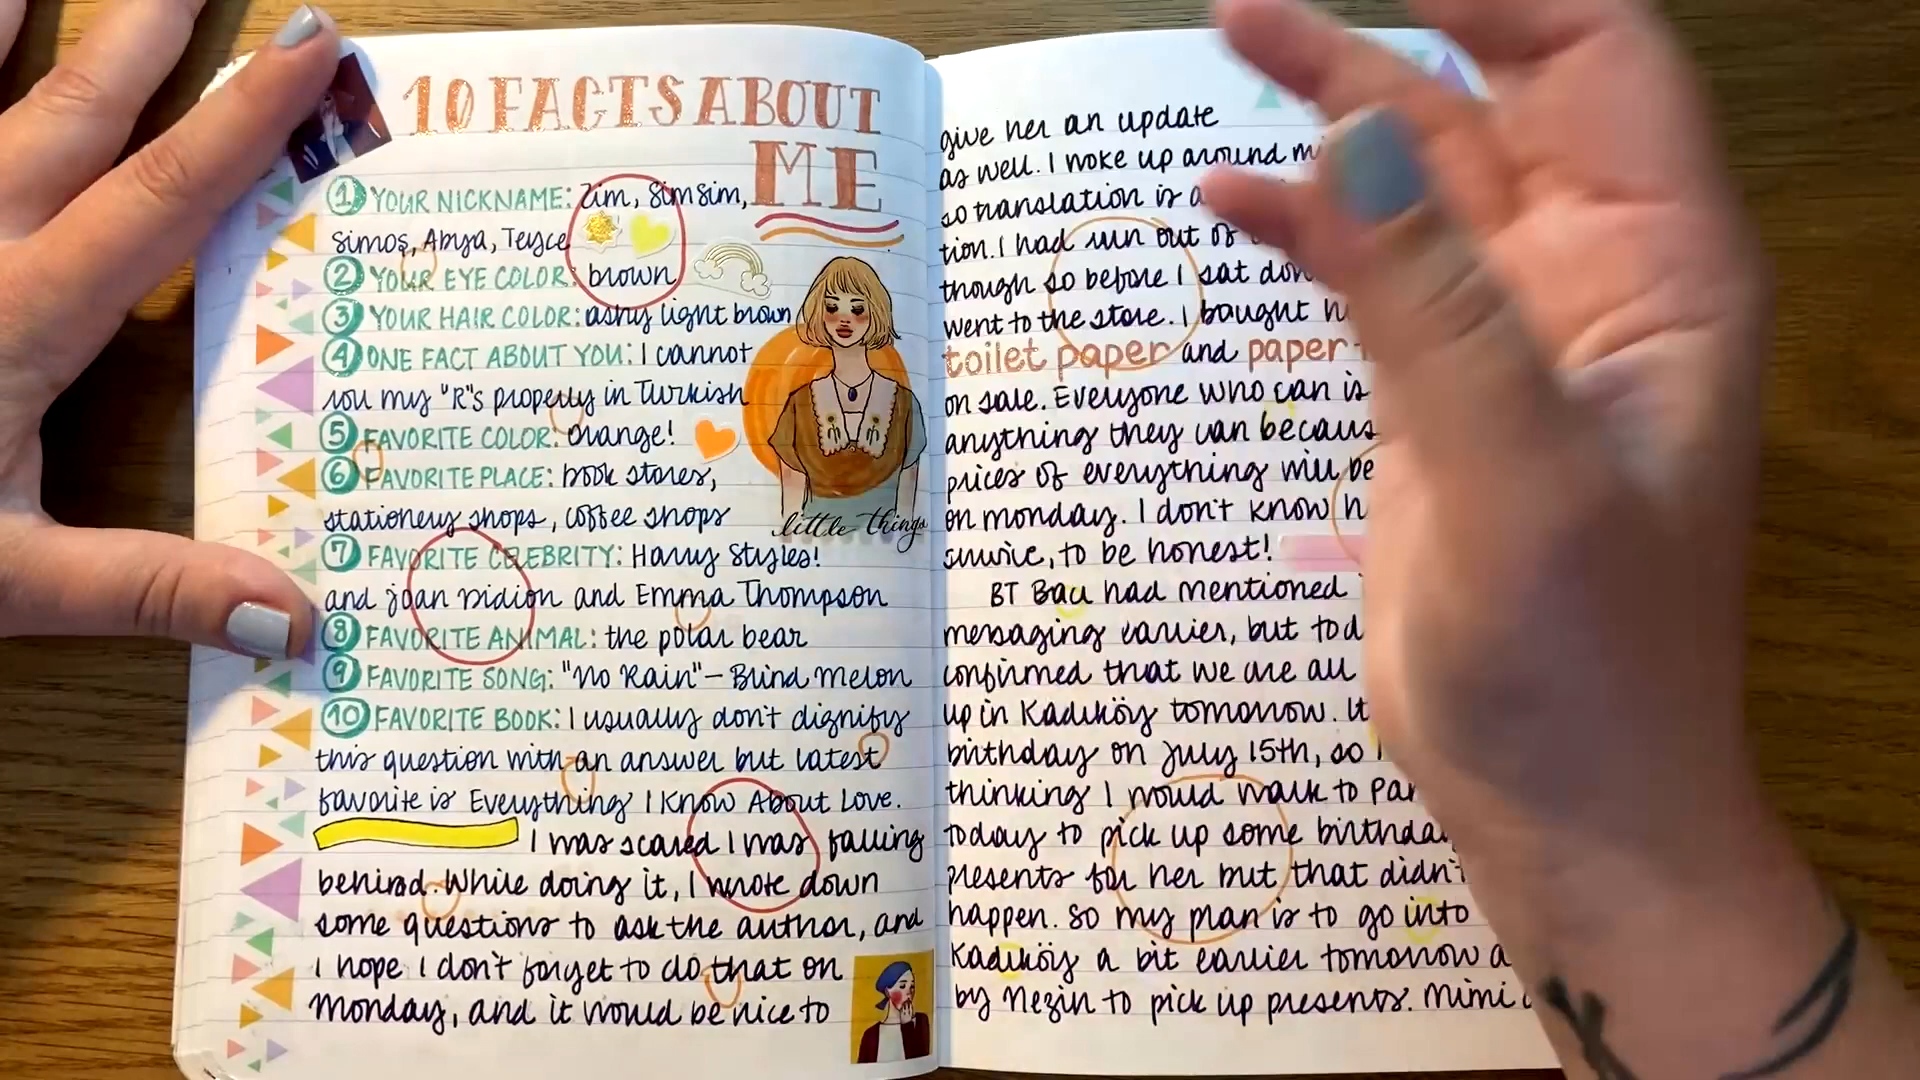 10 FACTS ABOUT
ME
1 YOUR NICKNAME: Zim, Simsim,
Simoş, Abya, Teyce
2 YOUR EYE COLOR: brown
3 YOUR HAIR COLOR: ashy light brown
4 ONE FACT ABOUT YOU: I cannot
roll my "R"s properly in Turkish
5 FAVORITE COLOR: orange!
6 FAVORITE PLACE: book stores,
stationery shops, coffee shops
little things
7 FAVORITE CELEBRITY: Harry Styles!
and Joan Didion and Emma Thompson
8 FAVORITE ANIMAL: the polar bear
9 FAVORITE SONG: "No Rain" - Blind Melon
10 FAVORITE BOOK: I usually don't dignify
this question with an answer but latest
favorite is Everything I Know About Love.
I was scared I was falling
behind. While doing it, I wrote down
some questions to ask the author, and
I hope I don't forget to do that on
Monday, and it would be nice to
give her an update
as well. I woke up around
so translation is
tion. I had run out of
though so before I sat down
went to the store. I bought
toilet paper and paper
on sale. Everyone who can is
anything they can
prices of everything will be
on monday. I don't know
survive, to be honest!
BT Bacı had mentioned
messaging earlier, but
confirmed that we are all
up in Kadıköy tomorrow. It
birthday on July 15th, so
thinking I would walk to
today to pick up some
presents for her but that didn't
happen. So my plan is to go into
Kadıköy a bit earlier tomorrow
by Nezih to pick up presents. Mimi